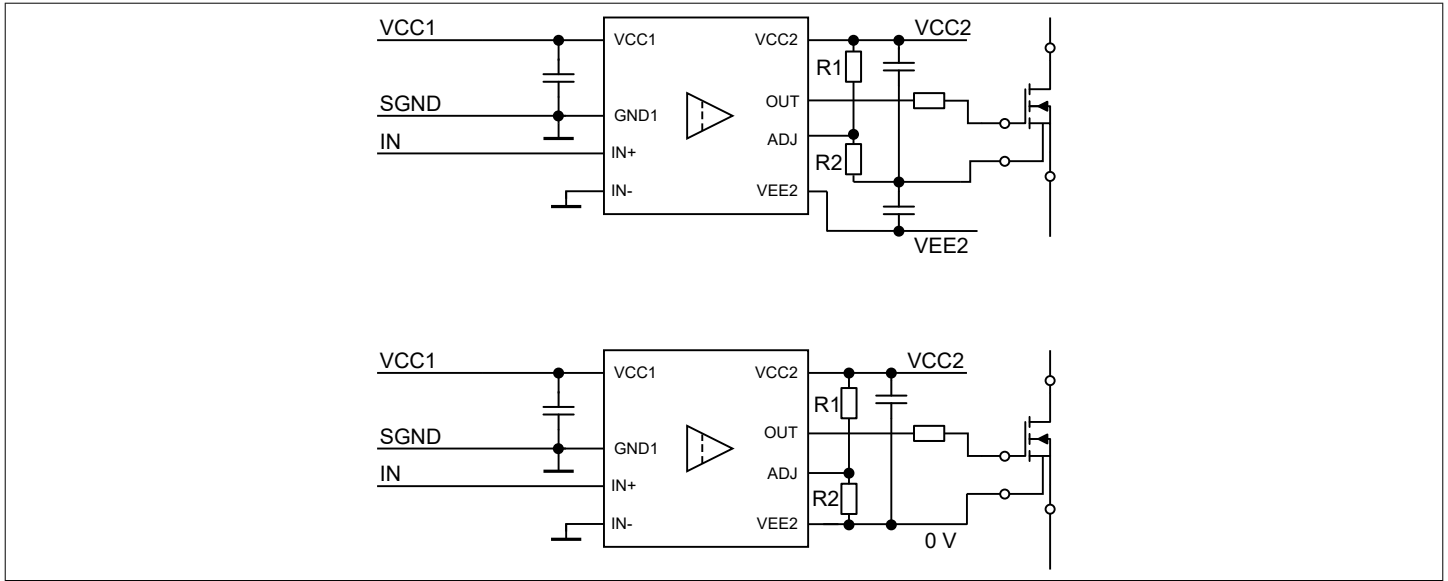 VCC1 VCC1 VCC2 VCC2
R1
OUT
SGND GND1
ADJ
IN IN+
R2
IN- VEE2
VEE2
VCC1 VCC1 VCC2 VCC2
R1
OUT
SGND GND1
ADJ
IN IN+
R2
IN- VEE2
0 V